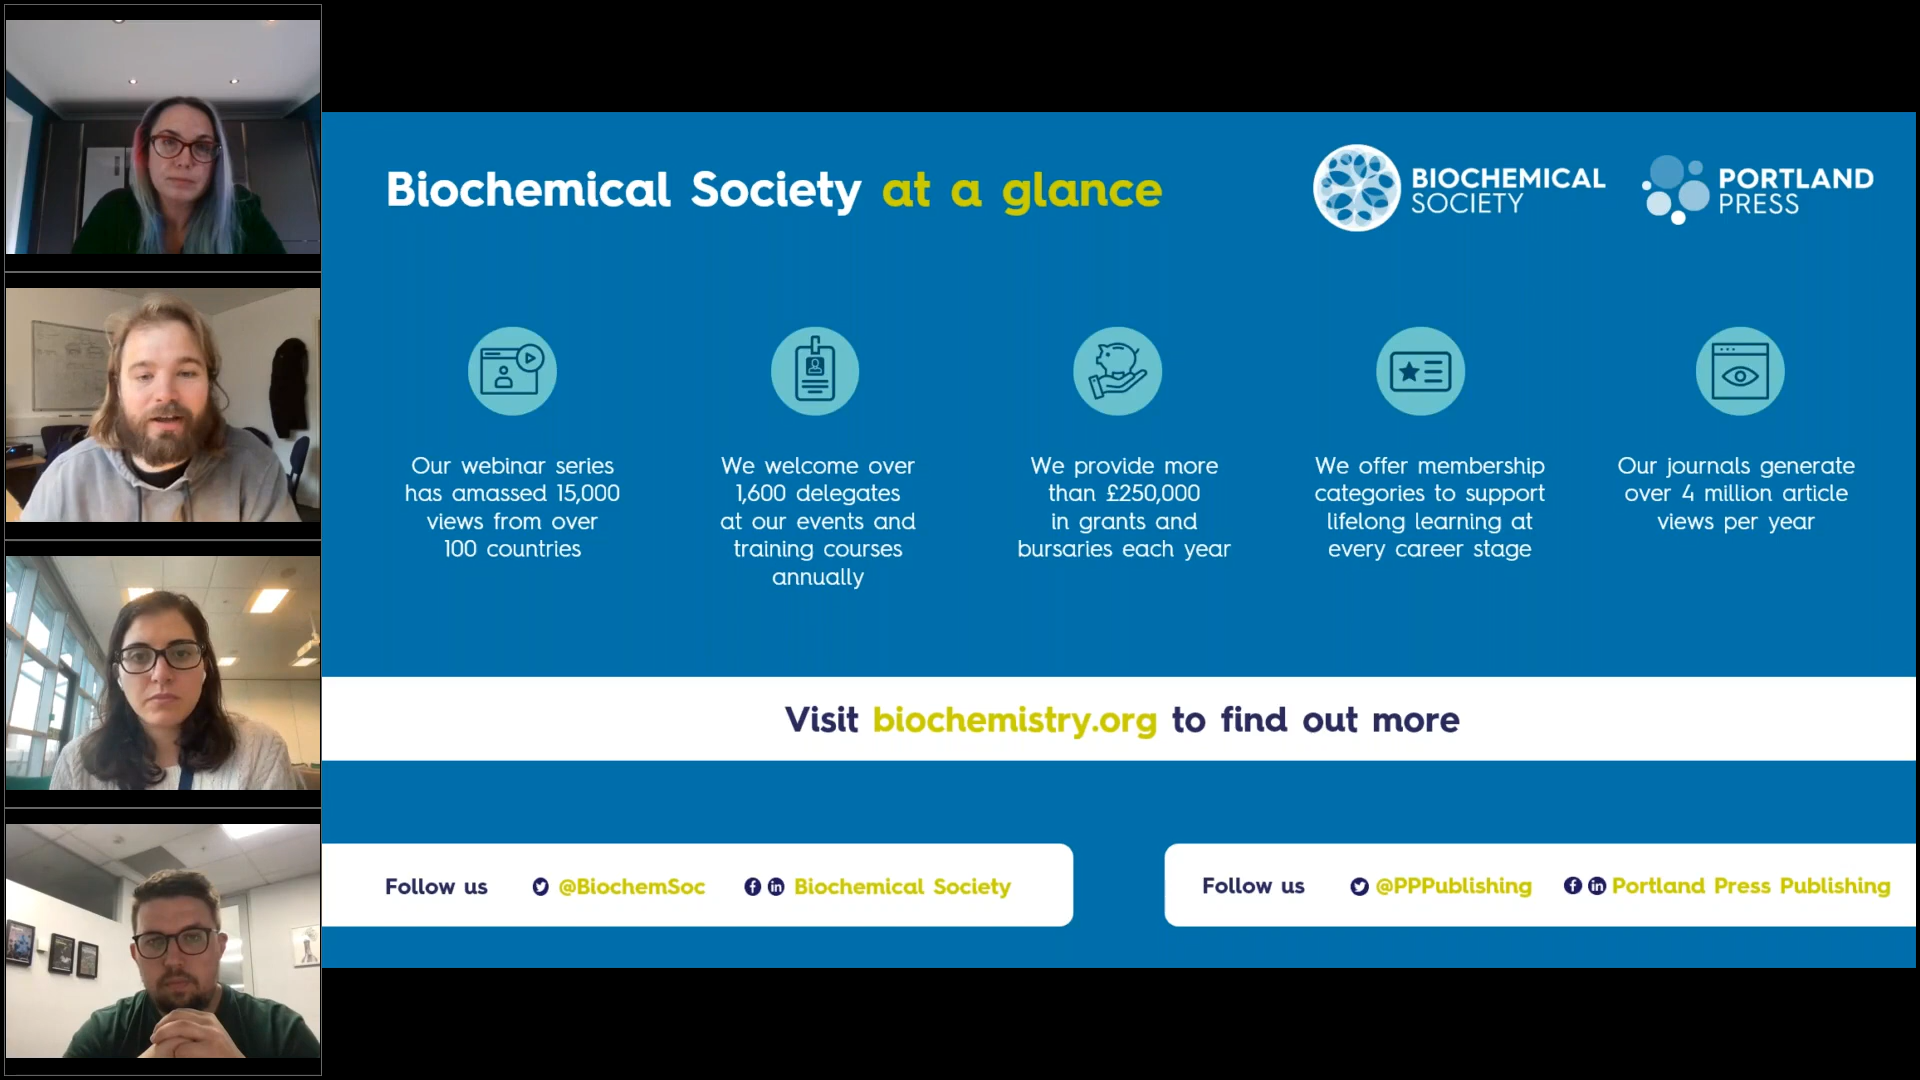 Biochemical Society at a glance
BIOCHEMICAL
SOCIETY
PORTLAND
PRESS
Our webinar series
has amassed 15,000
views from over
100 countries
We welcome over
1,600 delegates
at our events and
training courses
annually
We provide more
than £250,000
in grants and
bursaries each year
We offer membership
categories to support
lifelong learning at
every career stage
Our journals generate
over 4 million article
views per year
Visit biochemistry.org to find out more
Follow us @BiochemSoc Biochemical Society
Follow us @PPPublishing Portland Press Publishing